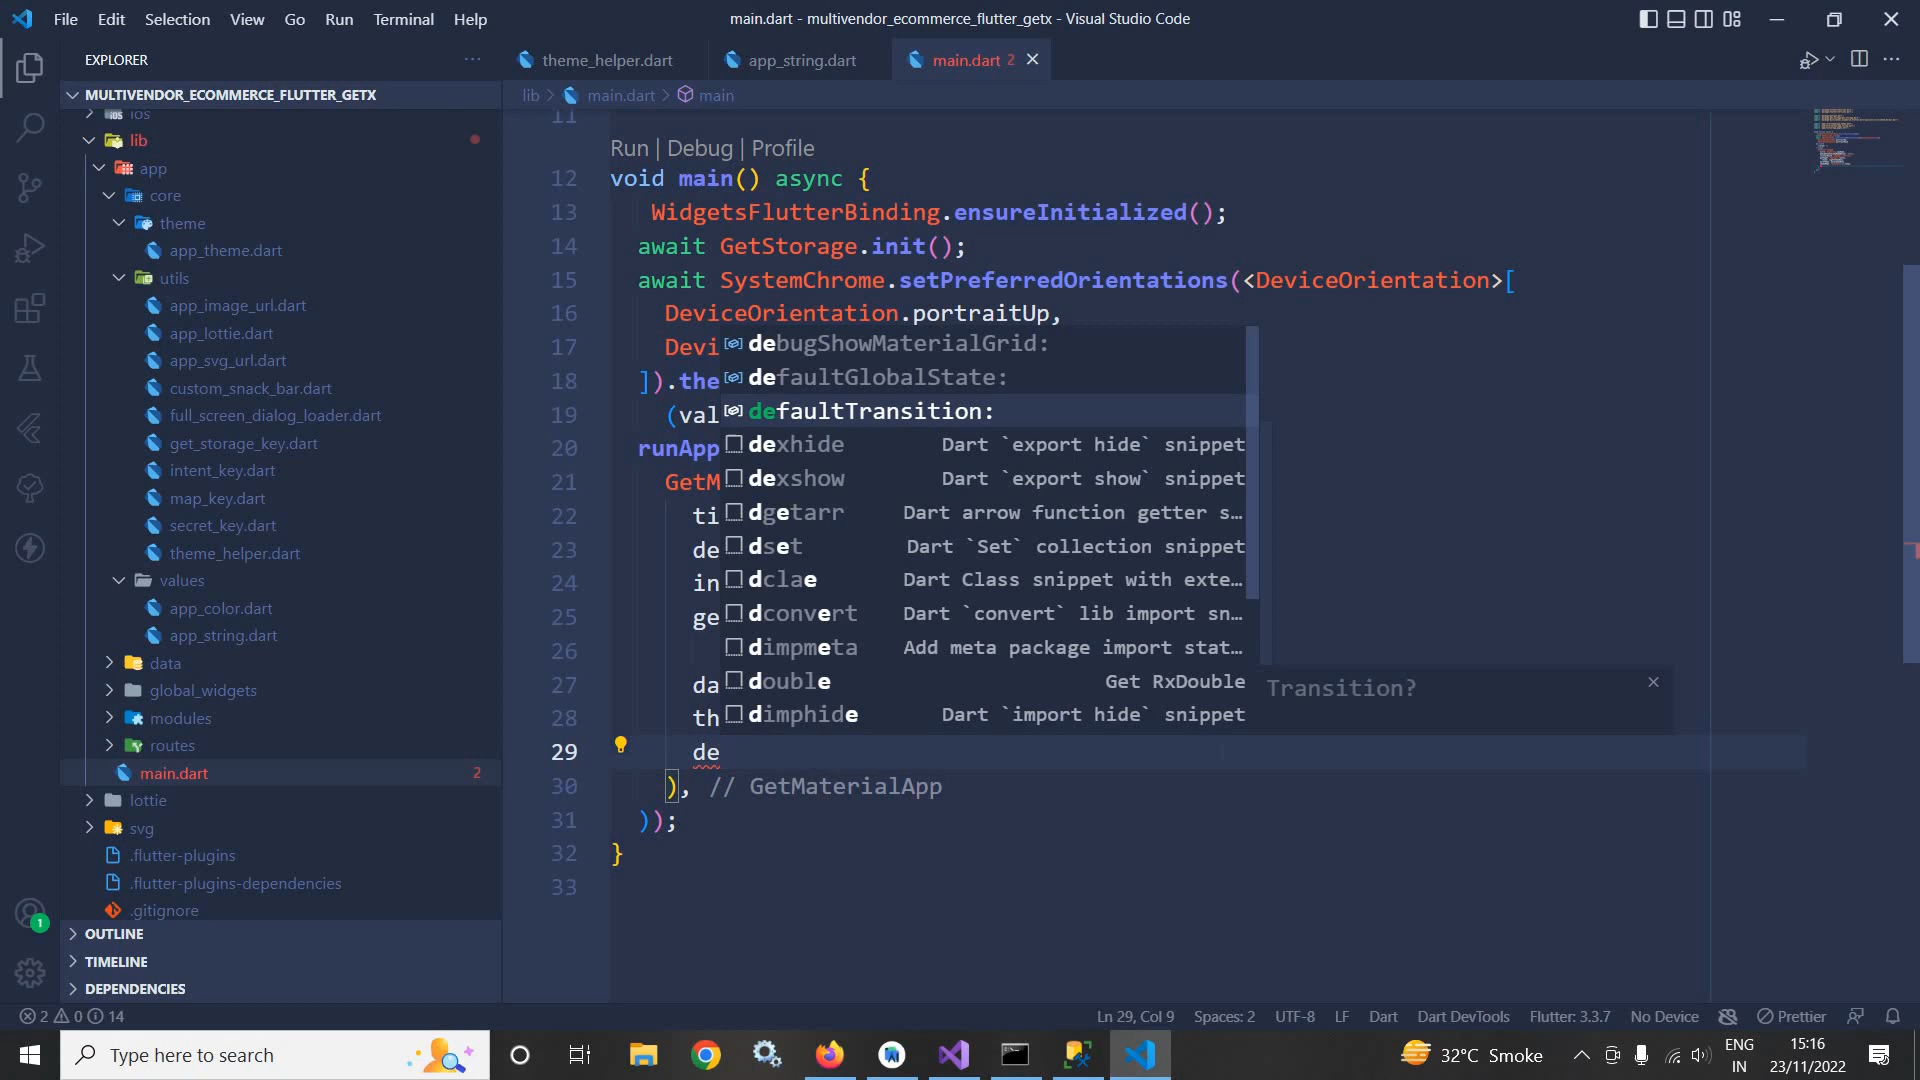 File Edit Selection View Go Run Terminal Help
main.dart - multivendor_ecommerce_flutter_getx - Visual Studio Code
EXPLORER
theme_helper.dart
app_string.dart
main.dart 2
MULTIVENDOR_ECOMMERCE_FLUTTER_GETX
lib > main.dart > main
ios
lib
app
core
theme
app_theme.dart
utils
app_image_url.dart
app_lottie.dart
app_svg_url.dart
custom_snack_bar.dart
full_screen_dialog_loader.dart
get_storage_key.dart
intent_key.dart
map_key.dart
secret_key.dart
theme_helper.dart
values
app_color.dart
app_string.dart
data
global_widgets
modules
routes
main.dart 2
lottie
svg
.flutter-plugins
.flutter-plugins-dependencies
.gitignore
OUTLINE
TIMELINE
DEPENDENCIES
11
Run | Debug | Profile
12 void main() async {
13 WidgetsFlutterBinding.ensureInitialized();
14 await GetStorage.init();
15 await SystemChrome.setPreferredOrientations(<DeviceOrientation>[
16 DeviceOrientation.portraitUp,
17 Devi
18 ]).the
19 (val
20 runApp
21 GetM
22 ti
23 de
24 in
25 ge
26
27 da
28 th
29 de
30 ), // GetMaterialApp
31 ));
32 }
33
debugShowMaterialGrid:
defaultGlobalState:
defaultTransition:
dexhide Dart `export hide` snippet
dexshow Dart `export show` snippet
dgetarr Dart arrow function getter s…
dset Dart `Set` collection snippet
dclae Dart Class snippet with exte…
dconvert Dart `convert` lib import sn…
dimpmeta Add meta package import stat…
double Get RxDouble
dimphide Dart `import hide` snippet
Transition?
2 0 14
Ln 29, Col 9 Spaces: 2 UTF-8 LF Dart Dart DevTools Flutter: 3.3.7 No Device Prettier
1
Type here to search
32°C Smoke
ENG
IN
15:16
23/11/2022